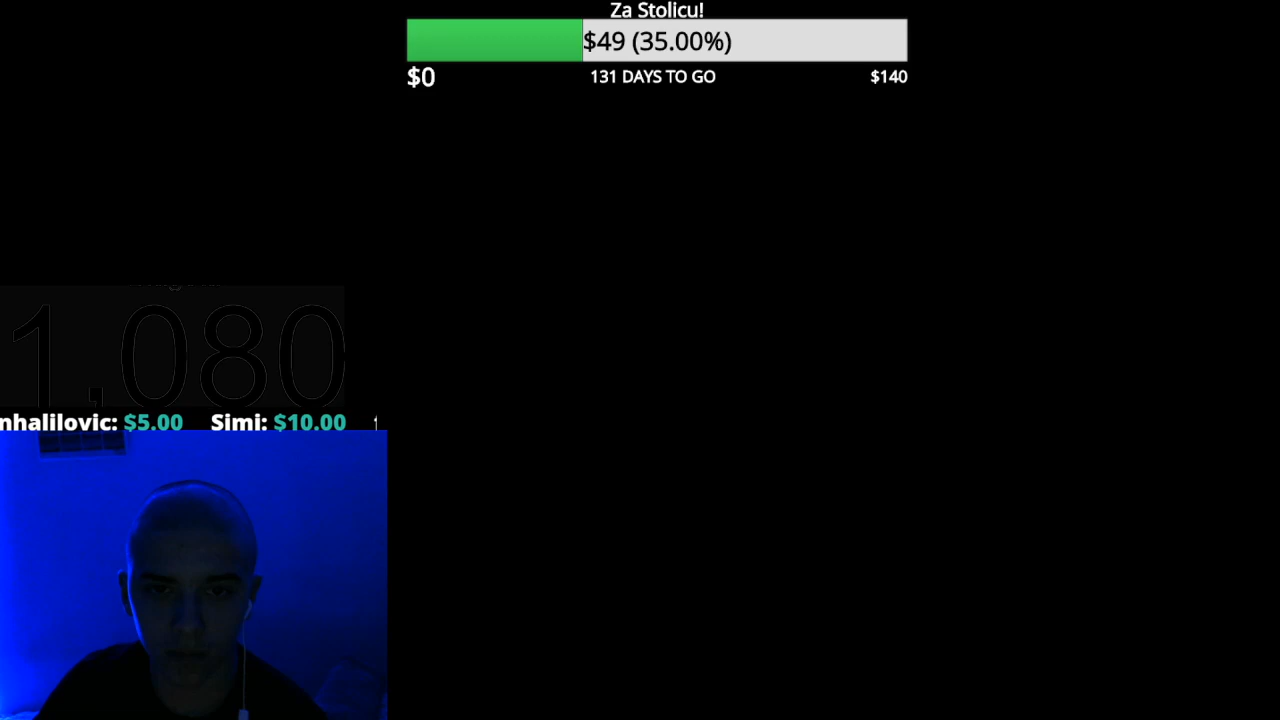 Za Stolicu!
$49 (35.00%)
$0 131 DAYS TO GO $140
1,080
nhalilovic: $5.00 Simi: $10.00